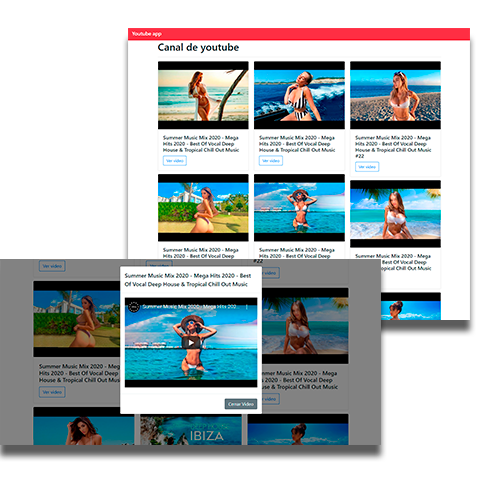 Youtube app
Canal de youtube
Summer Music Mix 2020 - Mega
Hits 2020 - Best Of Vocal Deep
House & Tropical Chill Out Music
Ver video
Summer Music Mix 2020 - Mega
Hits 2020 - Best Of Vocal Deep
House & Tropical Chill Out Music
Ver video
Summer Music Mix 2020 - Mega
Hits 2020 - Best Of Vocal Deep
House & Tropical Chill Out Music
#22
Ver video
Summer Music Mix 2020 - Mega
Hits 2020 - Best Of Vocal Deep
House & Tropical Chill Out Music
Summer Music Mix 2020 - Mega
Hits 2020 - Best Of Vocal Deep
House & Tropical Chill Out Music
Summer Music Mix 2020 - Mega
Hits 2020 - Best Of Vocal Deep
House & Tropical Chill Out Music
Ver video
Ver video
#22
Ver video
Summer Music Mix 2020 - Mega Hits 2020 - Best
Of Vocal Deep House & Tropical Chill Out Music
Summer Music Mix 2020 - Mega Hits 202...
Cerrar Video
Summer Music Mix 2020 - Mega
Hits 2020 - Best Of Vocal Deep
House & Tropical Chill Out Music
Ver video
Summer Music Mix 2020 - Mega
Hits 2020 - Best Of Vocal Deep
House & Tropical Chill Out Music
Ver video
IBIZA